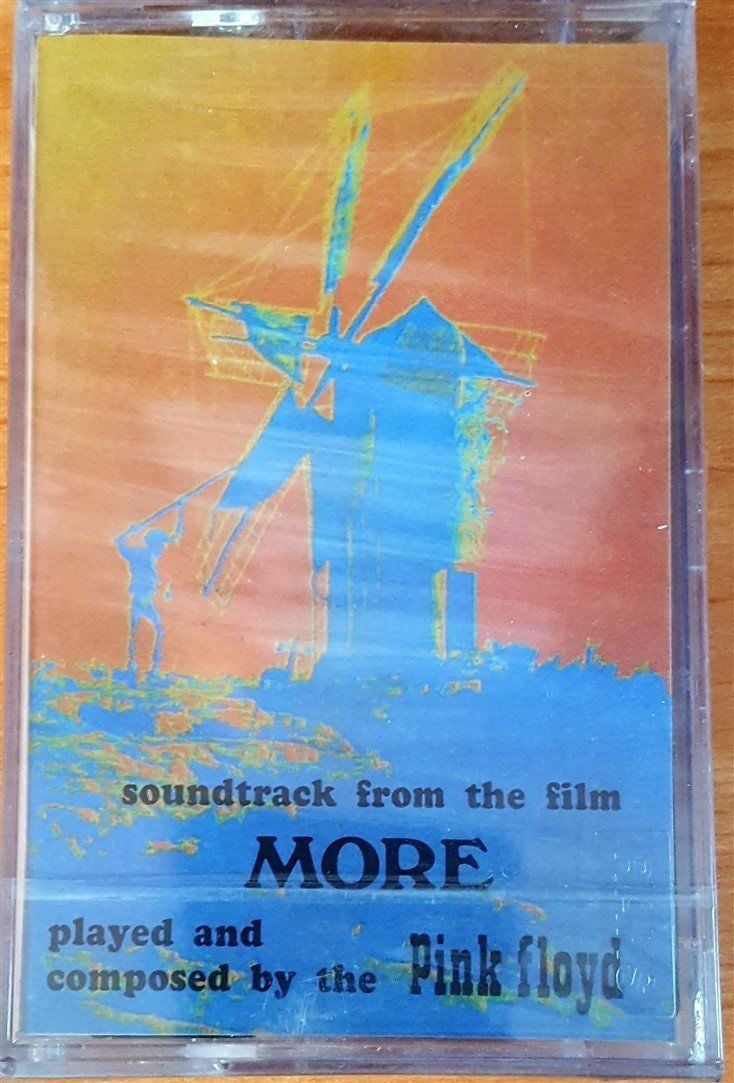 soundtrack from the film
MORE
played and
composed by the Pink floyd